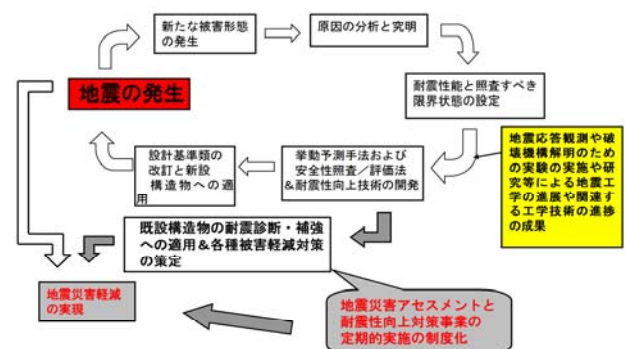 新たな被害形態
の発生
原因の分析と究明
地震の発生
耐震性能と照査すべき
限界状態の設定
設計基準類の
改訂と新設
構造物への適
用
挙動予測手法および
安全性照査/評価法
&耐震性向上技術の開発
地震応答観測や破
壊機構解明のため
の実験の実施や研
究等による地震工
学の進展や関連す
る工学技術の進捗
の成果
既設構造物の耐震診断・補強
への適用&各種被害軽減対策
の策定
地震災害軽減
の実現
地震災害アセスメントと
耐震性向上対策事業の
定期的実施の制度化